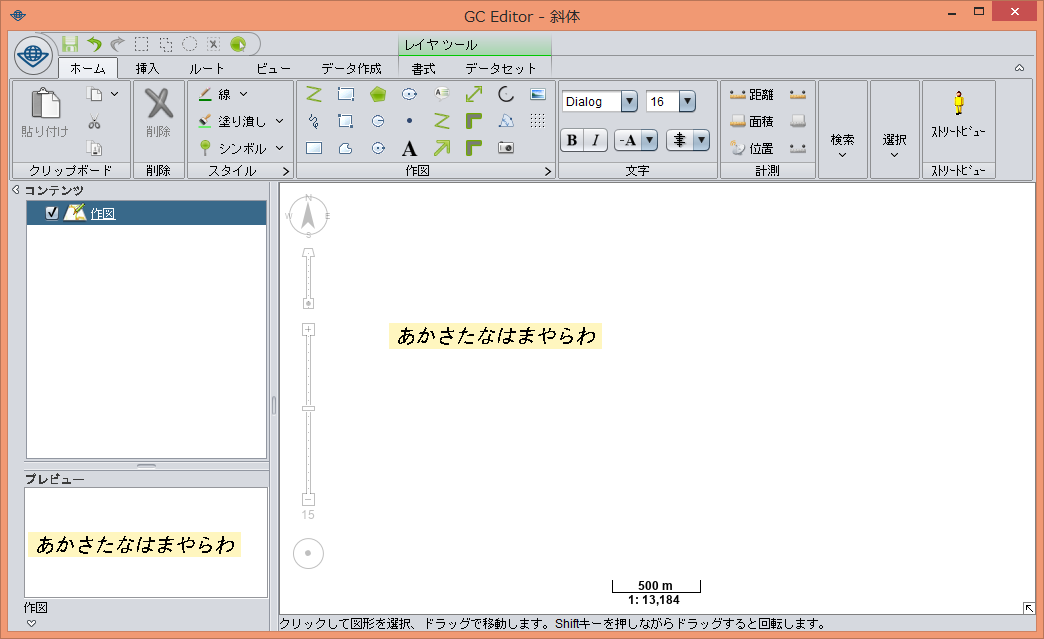 GC Editor - 斜体
レイヤ ツール
ホーム 挿入 ルート ビュー データ作成 書式 データセット
貼り付け
クリップボード
削除
削除
線
塗り潰し
シンボル
スタイル
作図
Dialog 16
B I -A
文字
距離
面積
位置
計測
検索
選択
ストリートビュー
ストリートビュー
コンテンツ
作図
プレビュー
あかさたなはまやらわ
作図
N
W E
S
15
あかさたなはまやらわ
500 m
1: 13,184
クリックして図形を選択、ドラッグで移動します。Shiftキーを押しながらドラッグすると回転します。